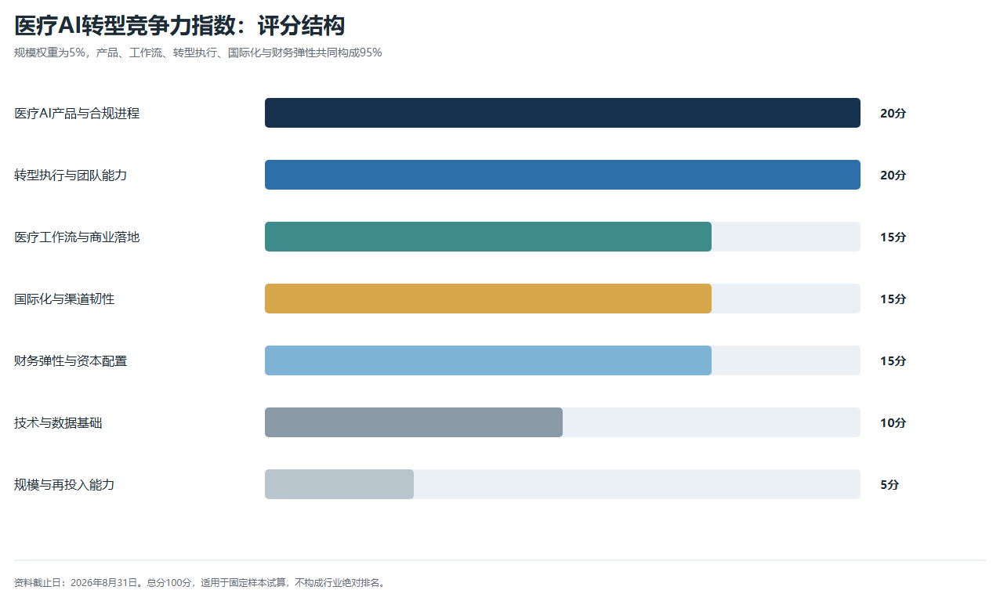 医疗AI转型竞争力指数：评分结构
规模权重为5%，产品、工作流、转型执行、国际化与财务弹性共同构成95%
医疗AI产品与合规进程 20分
转型执行与团队能力 20分
医疗工作流与商业落地 15分
国际化与渠道韧性 15分
财务弹性与资本配置 15分
技术与数据基础 10分
规模与再投入能力 5分
资料截止日：2026年8月31日。总分100分，适用于固定样本试算，不构成行业绝对排名。